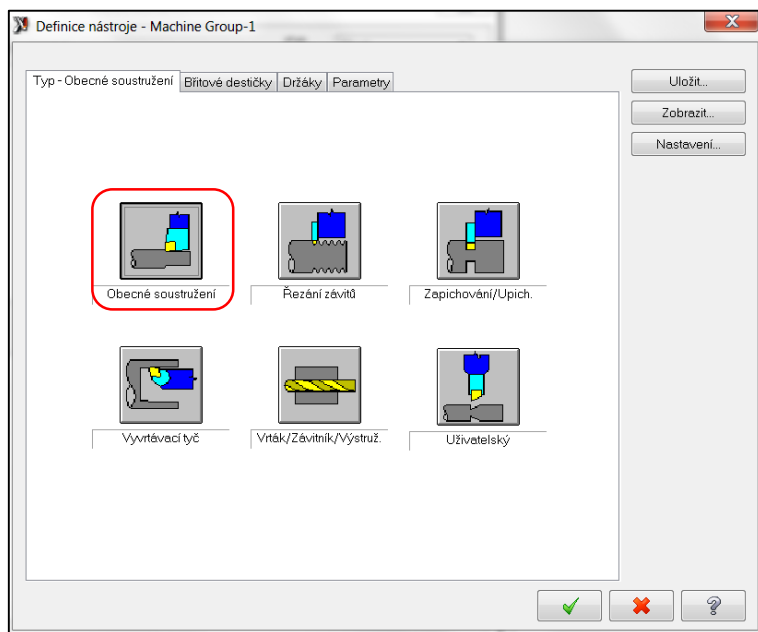 Definice nástroje - Machine Group-1
Typ - Obecné soustružení Břitové destičky Držáky Parametry
Uložit...
Zobrazit...
Nastavení...
Obecné soustružení Řezání závitů Zapichování/Upich.
Vyvrtávací tyč Vrták/Závitník/Výstruž. Uživatelský